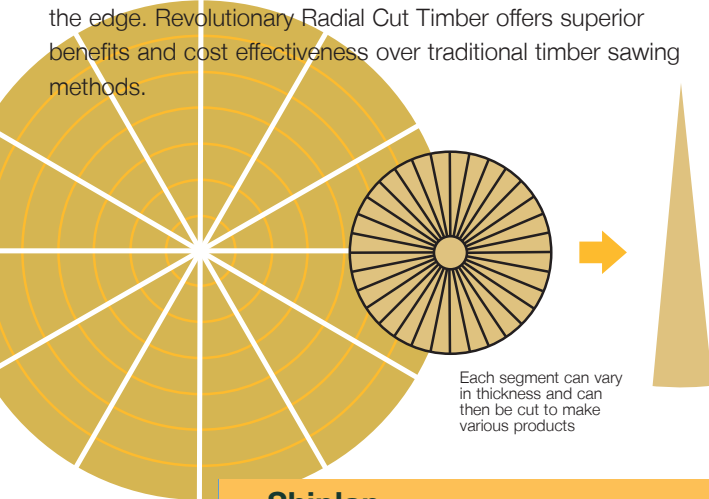 the edge. Revolutionary Radial Cut Timber offers superior
benefits and cost effectiveness over traditional timber sawing
methods.
Each segment can vary
in thickness and can
then be cut to make
various products
Shiplap